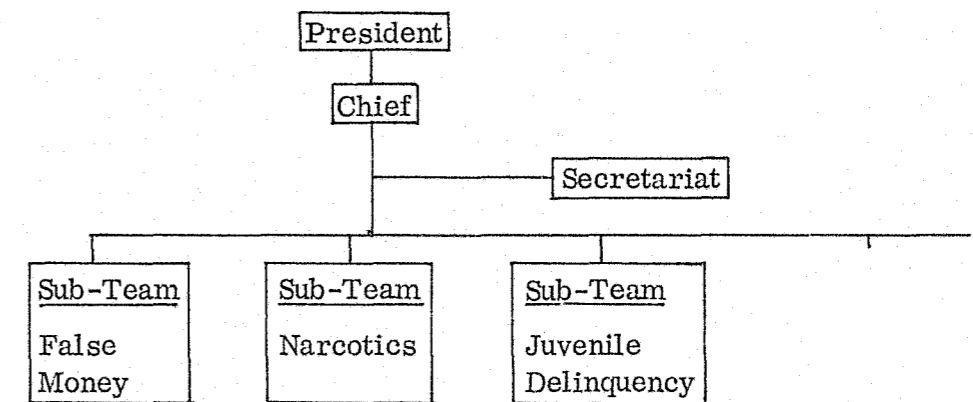 President
Chief
Secretariat
Sub-Team
False
Money
Sub-Team
Narcotics
Sub-Team
Juvenile
Delinquency